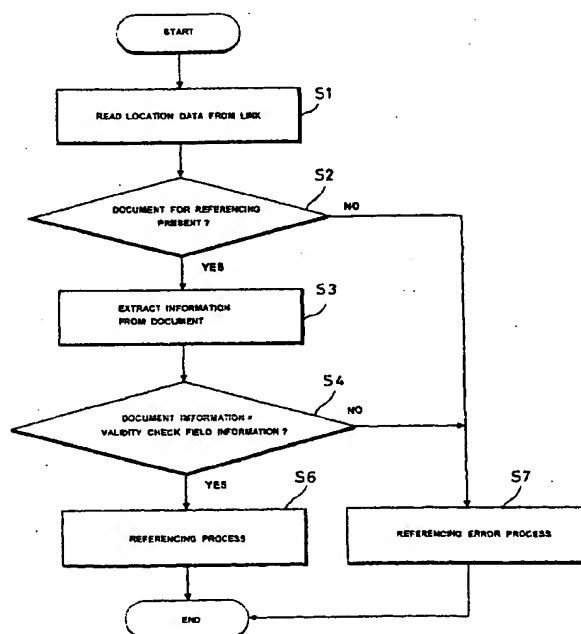 START
S1
READ LOCATION DATA FROM LINK
S2
DOCUMENT FOR REFERENCING
PRESENT ?
NO
YES
S3
EXTRACT INFORMATION
FROM DOCUMENT
S4
DOCUMENT INFORMATION =
VALIDITY CHECK FIELD INFORMATION ?
NO
YES
S6
REFERENCING PROCESS
S7
REFERENCING ERROR PROCESS
END